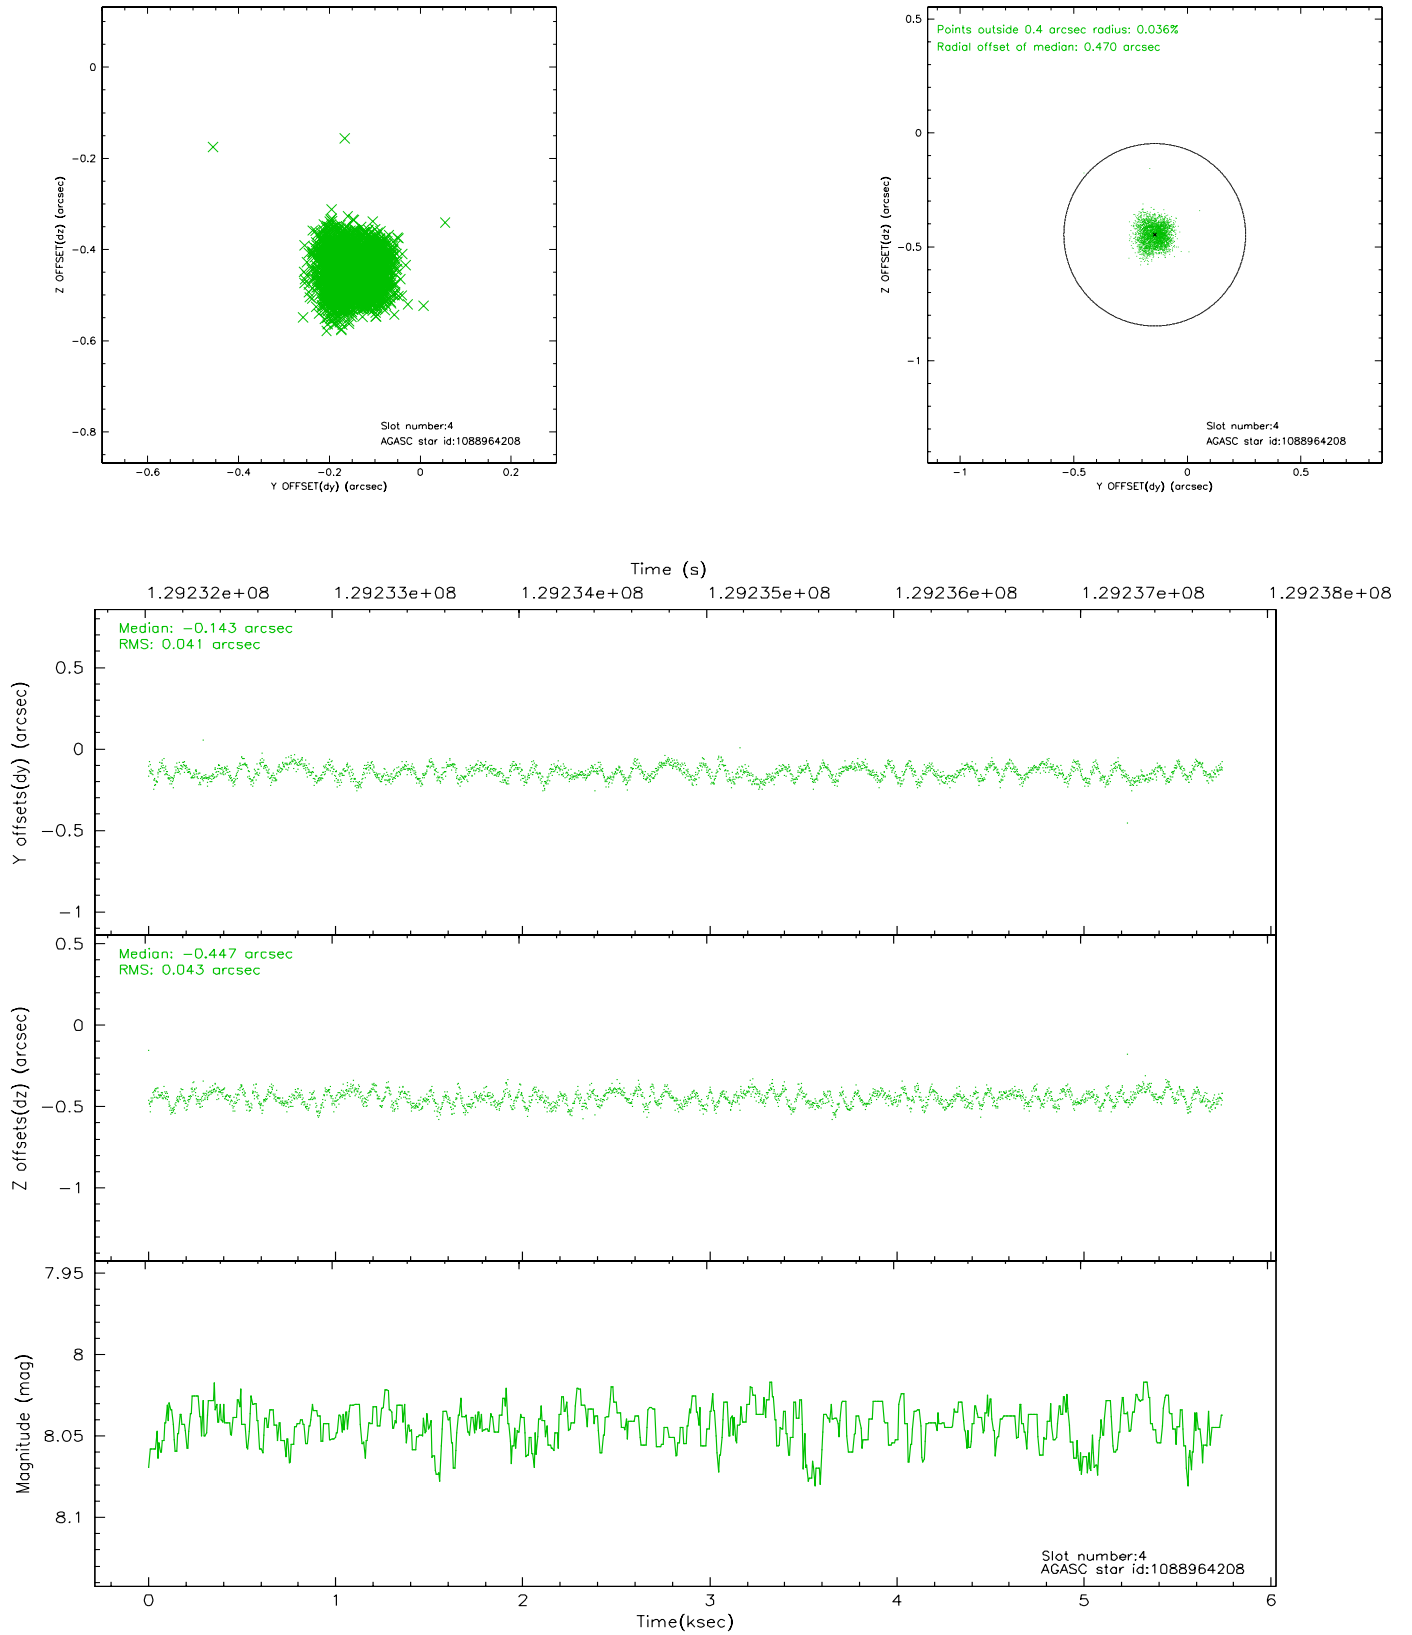 0
−0.2
−0.4
−0.6
−0.8
Z OFFSET(dz) (arcsec)
Slot number:4
AGASC star id:1088964208
−0.6 −0.4 −0.2 0 0.2
Y OFFSET(dy) (arcsec)
Points outside 0.4 arcsec radius: 0.036%
Radial offset of median: 0.470 arcsec
0.5
0
−0.5
−1
Z OFFSET(dz) (arcsec)
Slot number:4
AGASC star id:1088964208
−1 −0.5 0 0.5
Y OFFSET(dy) (arcsec)
Time (s)
1.29232e+08 1.29233e+08 1.29234e+08 1.29235e+08 1.29236e+08 1.29237e+08 1.29238e+08
Median: −0.143 arcsec
RMS: 0.041 arcsec
0.5
0
−0.5
−1
Y offsets(dy) (arcsec)
Median: −0.447 arcsec
RMS: 0.043 arcsec
0.5
0
−0.5
−1
Z offsets(dz) (arcsec)
7.95
8
8.05
8.1
Magnitude (mag)
Slot number:4
AGASC star id:1088964208
0 1 2 3 4 5 6
Time(ksec)